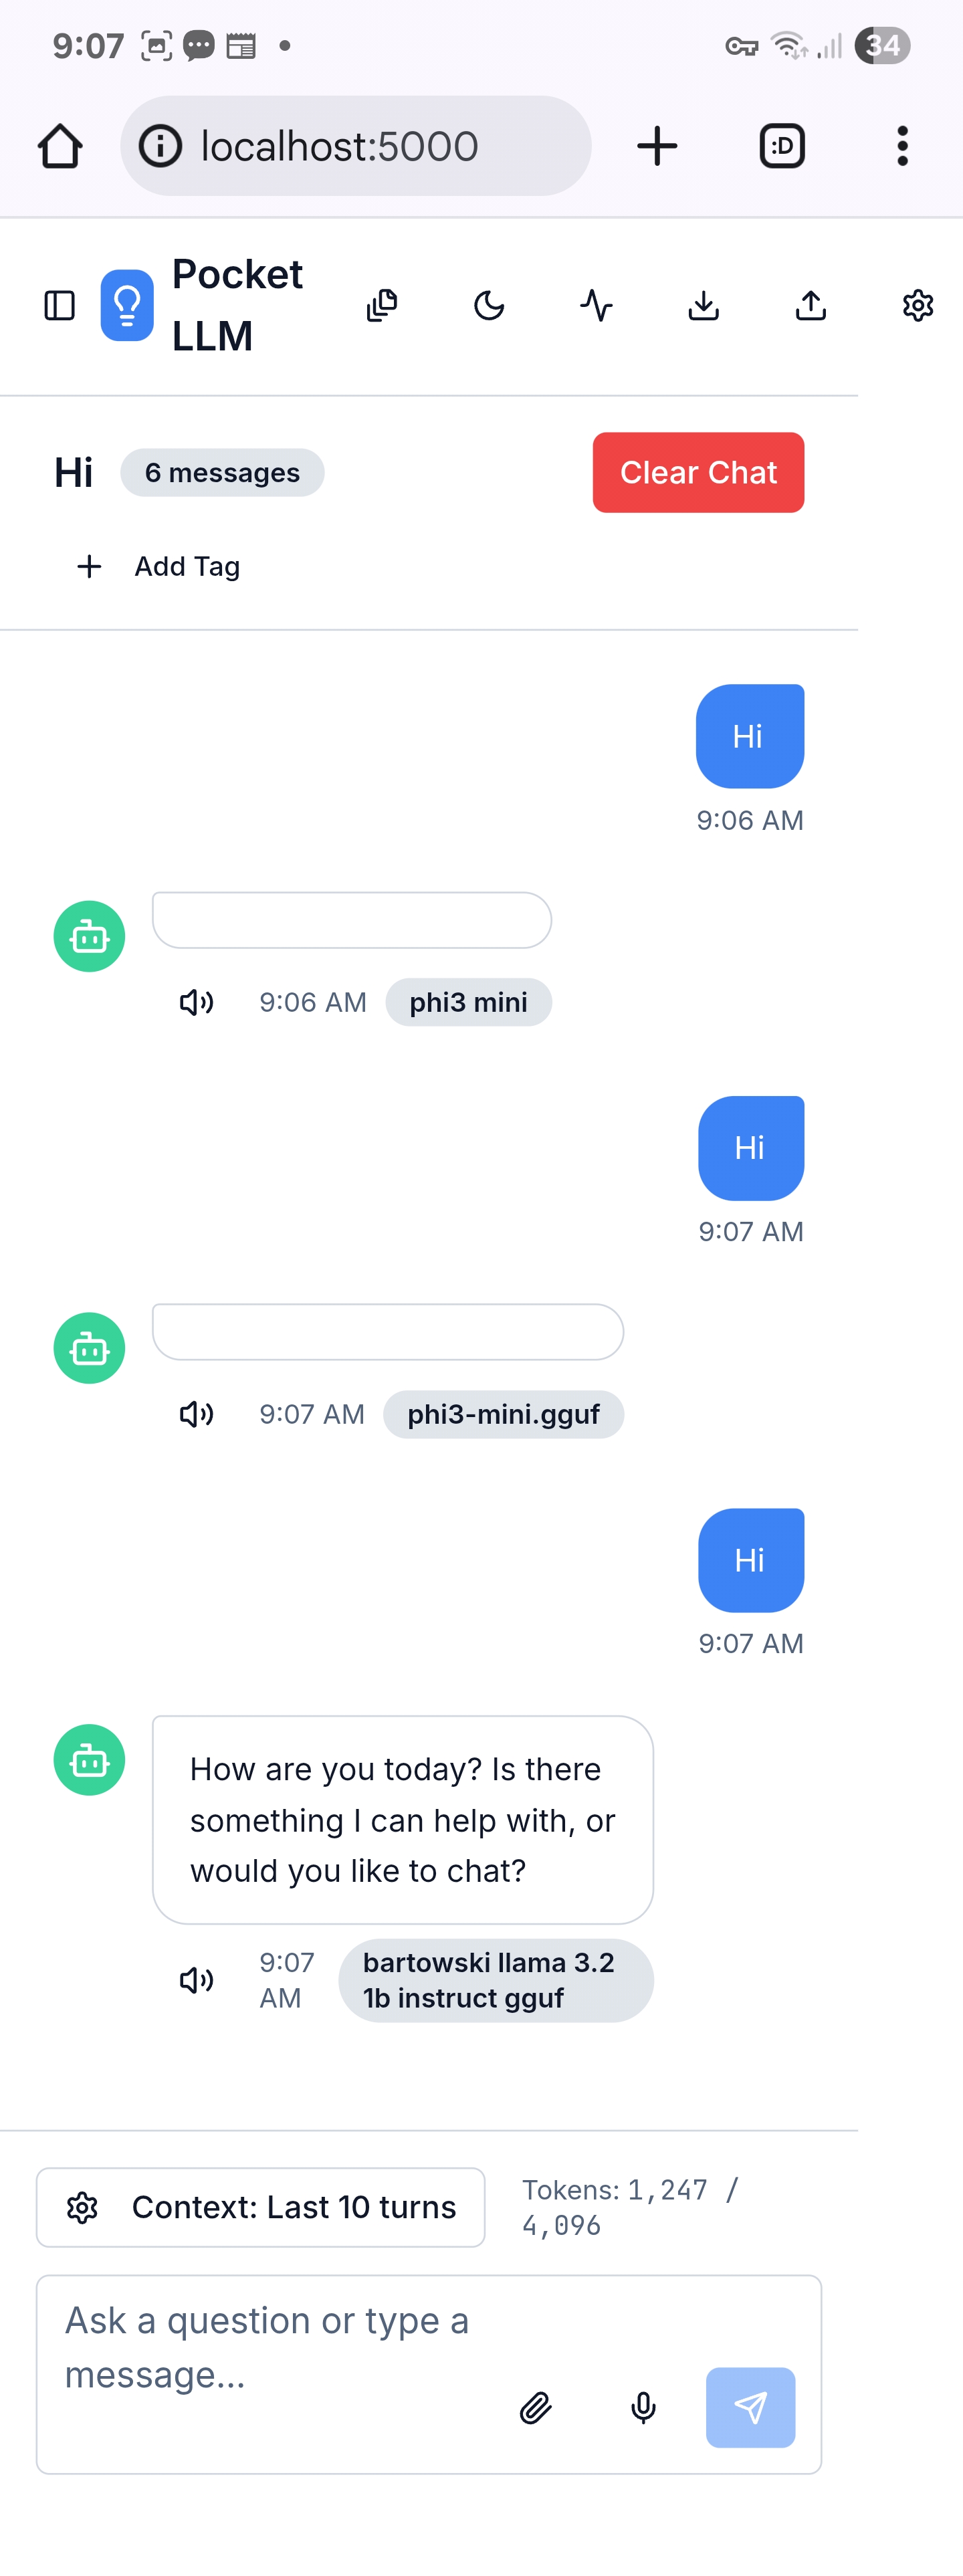 9:07
34
localhost:5000
:D
Pocket
LLM
Hi
6 messages
Clear Chat
Add Tag
Hi
9:06 AM
9:06 AM
phi3 mini
Hi
9:07 AM
9:07 AM
phi3-mini.gguf
Hi
9:07 AM
How are you today? Is there
something I can help with, or
would you like to chat?
9:07
AM
bartowski llama 3.2
1b instruct gguf
Context: Last 10 turns
Tokens: 1,247 /
4,096
Ask a question or type a
message...